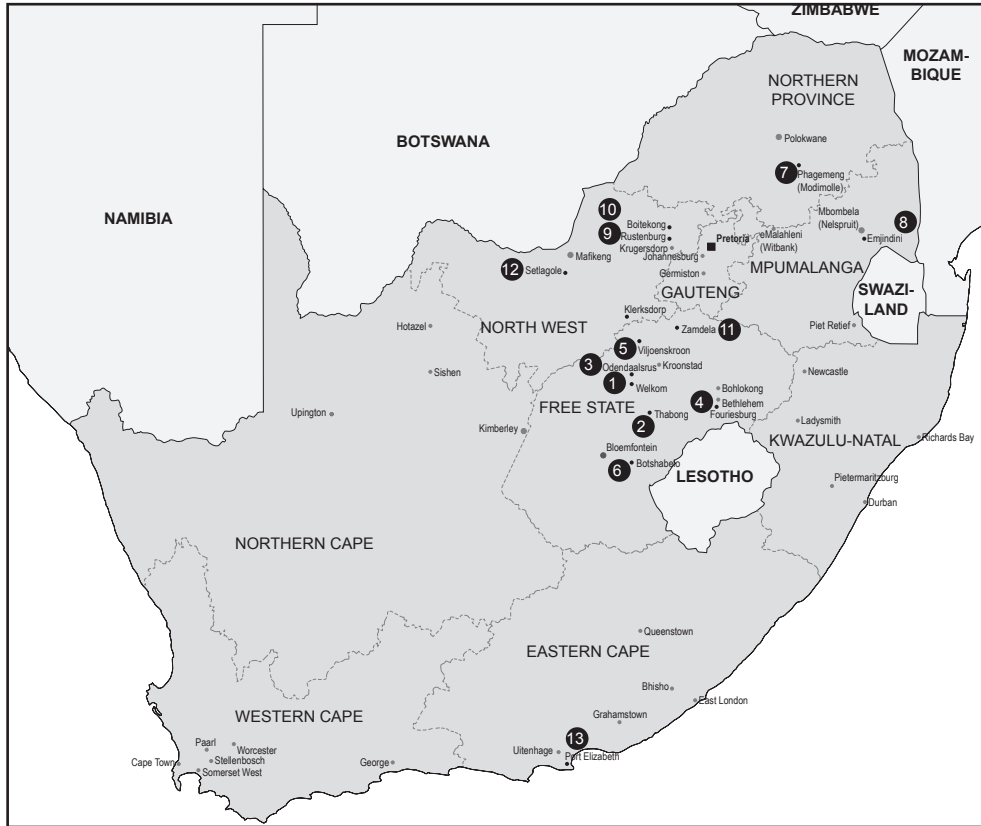 ZIMBABWE
MOZAM-
BIQUE
NORTHERN
PROVINCE
BOTSWANA
Polokwane
7
Phagemeng
(Modimolle)
NAMIBIA
10
9
Boitekong
Rustenburg
Krugersdorp
Pretoria
eMalahleni
(Witbank)
Mbombela
(Nelspruit)
8
Emjindini
12
Setlagole
Mafikeng
Johannesburg
Germiston
MPUMALANGA
GAUTENG
SWAZI-
LAND
Hotazel
NORTH WEST
Klerksdorp
Zamdela
11
Piet Retief
5
Viljoenskroon
3
Odendaalsrus
Kroonstad
Sishen
1
Welkom
Newcastle
Bohlokong
4
Bethlehem
Fouriesburg
FREE STATE
Thabong
2
Upington
Kimberley
Ladysmith
KWAZULU-NATAL
Richards Bay
Bloemfontein
6
Botshabelo
LESOTHO
Pietermaritzburg
Durban
NORTHERN CAPE
Queenstown
EASTERN CAPE
Bhisho
East London
WESTERN CAPE
Grahamstown
13
Uitenhage
Port Elizabeth
Paarl
Worcester
Stellenbosch
Cape Town
Somerset West
George